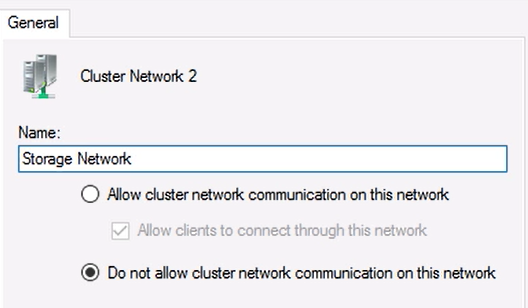 General
Cluster Network 2
Name:
Storage Network
Allow cluster network communication on this network
Allow clients to connect through this network
Do not allow cluster network communication on this network